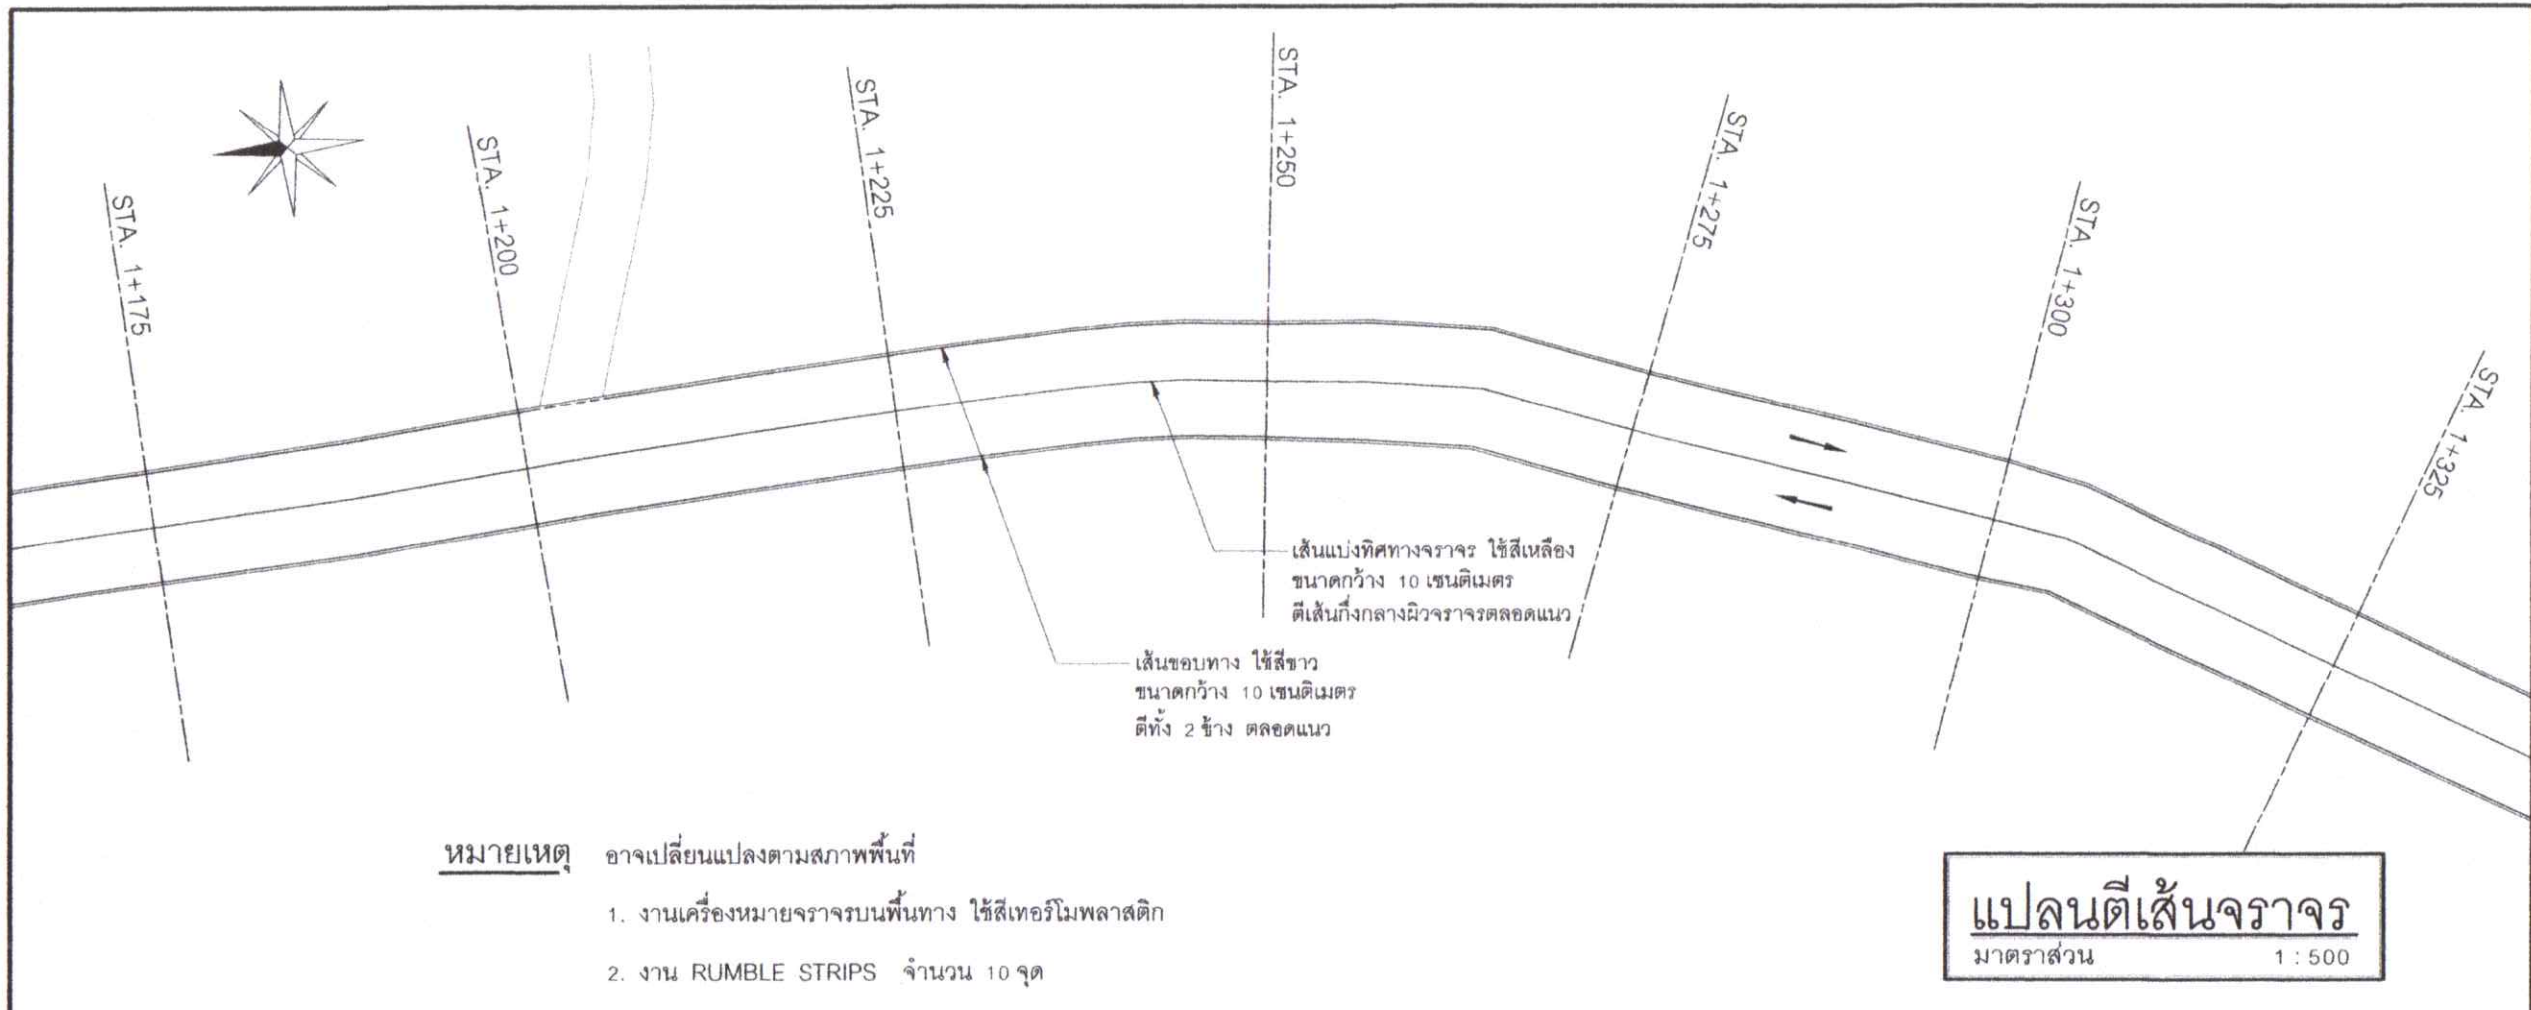 STA. 1+175
STA. 1+200
STA. 1+225
STA. 1+250
STA. 1+275
STA. 1+300
STA. 1+325
เส้นแบ่งทิศทางจราจร ใช้สีเหลือง
ขนาดกว้าง 10 เซนติเมตร
ตีเส้นกึ่งกลางผิวจราจรตลอดแนว
เส้นขอบทาง ใช้สีขาว
ขนาดกว้าง 10 เซนติเมตร
ตีทั้ง 2 ข้าง ตลอดแนว
หมายเหตุ อาจเปลี่ยนแปลงตามสภาพพื้นที่
1. งานเครื่องหมายจราจรบนพื้นทาง ใช้สีเทอร์โมพลาสติก
2. งาน RUMBLE STRIPS จำนวน 10 จุด
แปลนตีเส้นจราจร
มาตราส่วน 1 : 500